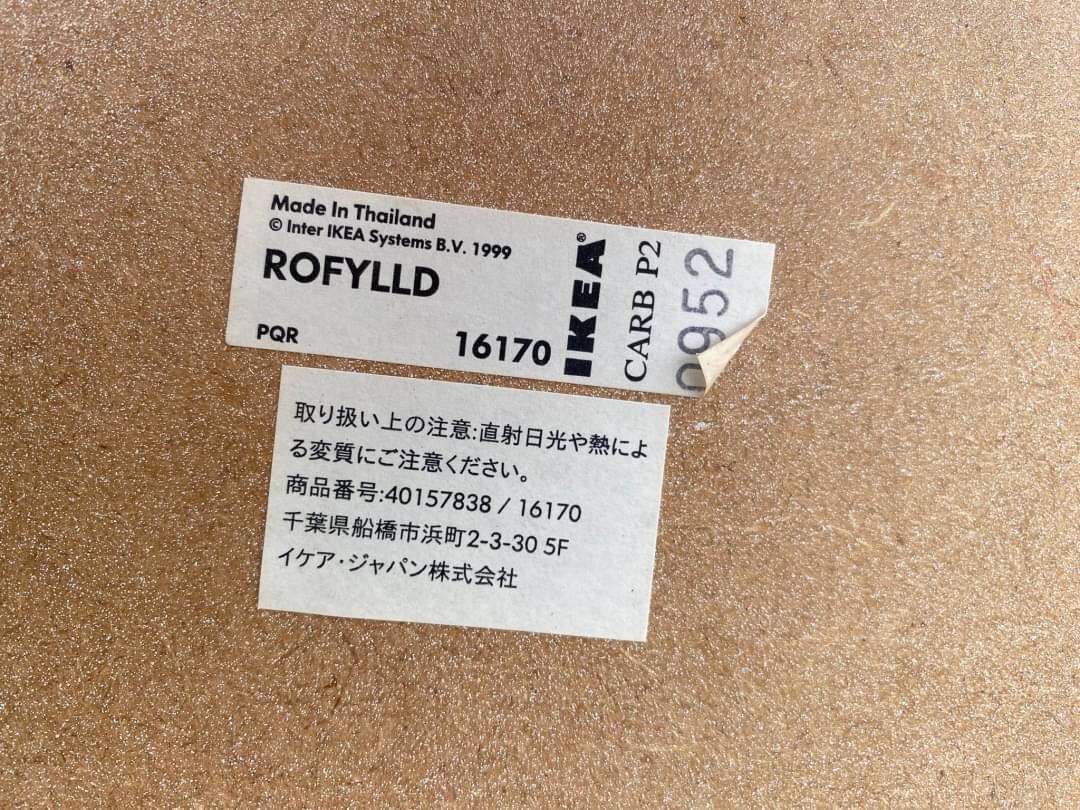 Made In Thailand
© Inter IKEA Systems B.V. 1999
ROFYLLD
PQR
16170
IKEA®
CARB P2
0952
取り扱い上の注意:直射日光や熱によ
る変質にご注意ください。
商品番号:40157838 / 16170
千葉県船橋市浜町2-3-30 5F
イケア・ジャパン株式会社